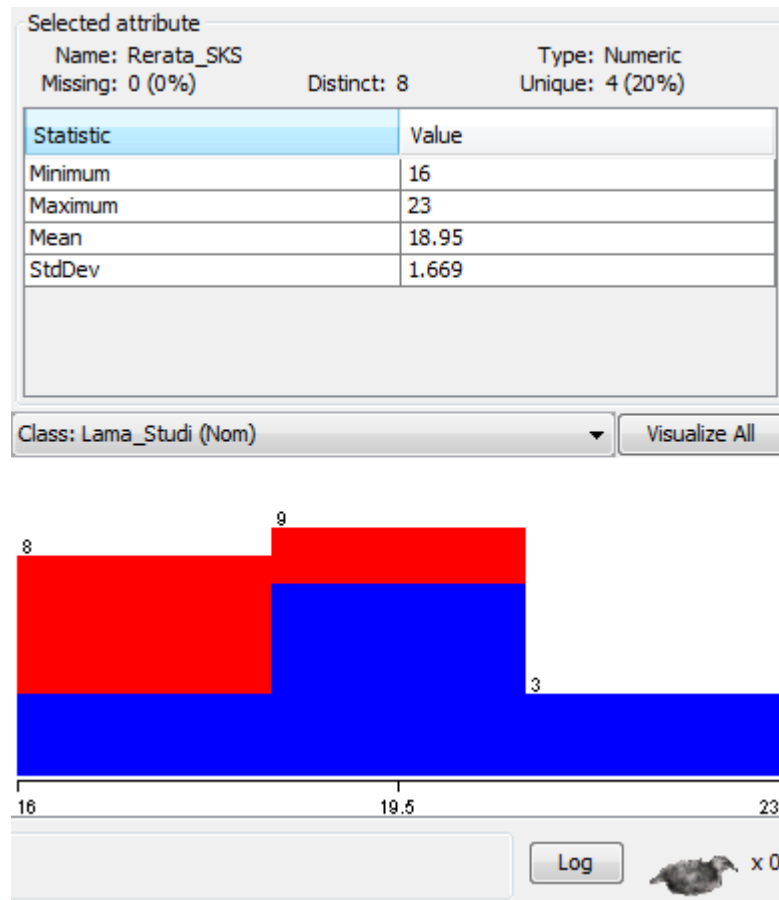 Selected attribute
Name: Rerata_SKS Type: Numeric
Missing: 0 (0%) Distinct: 8 Unique: 4 (20%)
Statistic Value
Minimum 16
Maximum 23
Mean 18.95
StdDev 1.669
Class: Lama_Studi (Nom) Visualize All
9
8
3
16 19.5 23
Log x 0